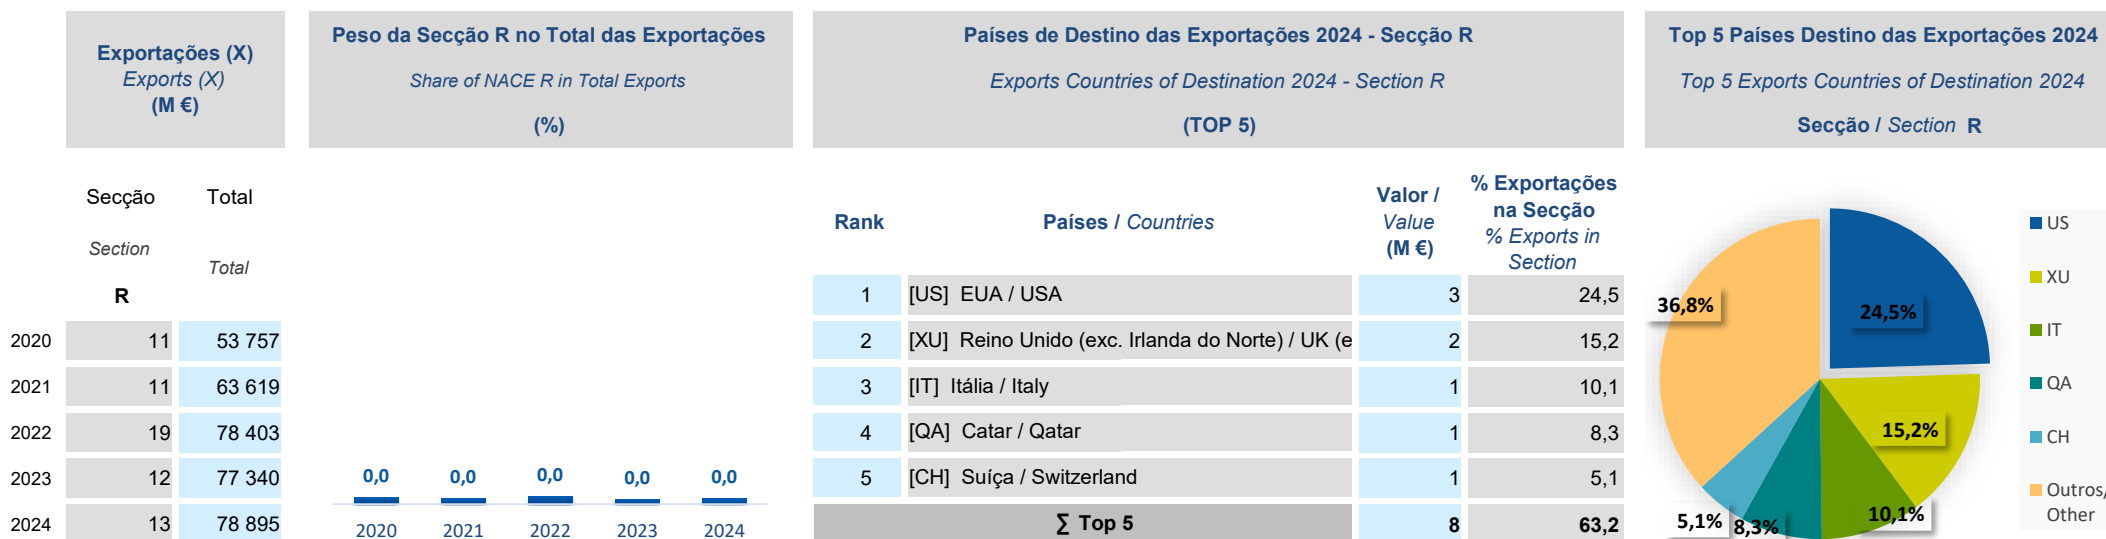 Exportações (X)
Exports (X)
(M €)
Peso da Secção R no Total das Exportações
Share of NACE R in Total Exports
(%)
Países de Destino das Exportações 2024 - Secção R
Exports Countries of Destination 2024 - Section R
(TOP 5)
Top 5 Países Destino das Exportações 2024
Top 5 Exports Countries of Destination 2024
Secção / Section R
Secção Total
Section Total
R
2020 11 53 757
2021 11 63 619
2022 19 78 403
2023 12 77 340
2024 13 78 895
0,0 0,0 0,0 0,0 0,0
2020 2021 2022 2023 2024
Rank
Países / Countries
Valor /
Value
(M €)
% Exportações
na Secção
% Exports in
Section
1 [US] EUA / USA 3 24,5
2 [XU] Reino Unido (exc. Irlanda do Norte) / UK (e 2 15,2
3 [IT] Itália / Italy 1 10,1
4 [QA] Catar / Qatar 1 8,3
5 [CH] Suíça / Switzerland 1 5,1
∑ Top 5 8 63,2
36,8%
24,5%
15,2%
10,1%
8,3%
5,1%
US
XU
IT
QA
CH
Outros/
Other